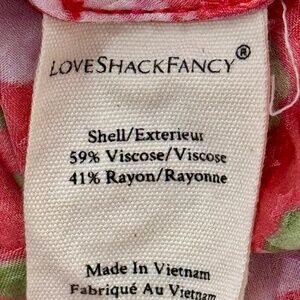 LOVESHACKFANCY®
Shell/Exterieur
59% Viscose/Viscose
41% Rayon/Rayonne
Made In Vietnam
Fabriqué Au Vietnam